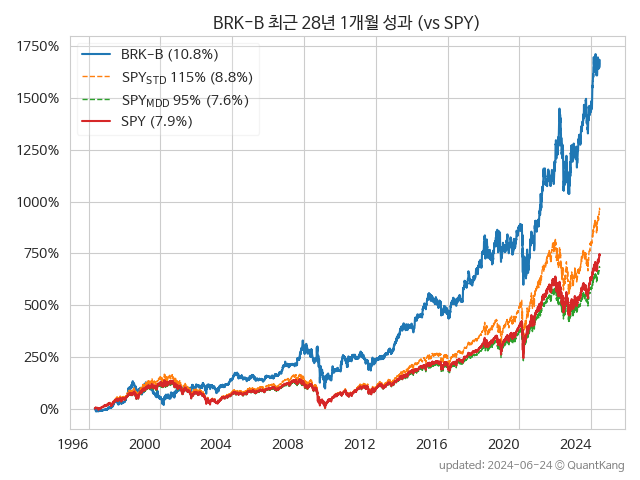 BRK-B 최근 28년 1개월 성과 (vs SPY)
1750%
1500%
1250%
1000%
750%
500%
250%
0%
BRK-B (10.8%)
SPY_STD 115% (8.8%)
SPY_MDD 95% (7.6%)
SPY (7.9%)
1996 2000 2004 2008 2012 2016 2020 2024
updated: 2024-06-24 © QuantKang